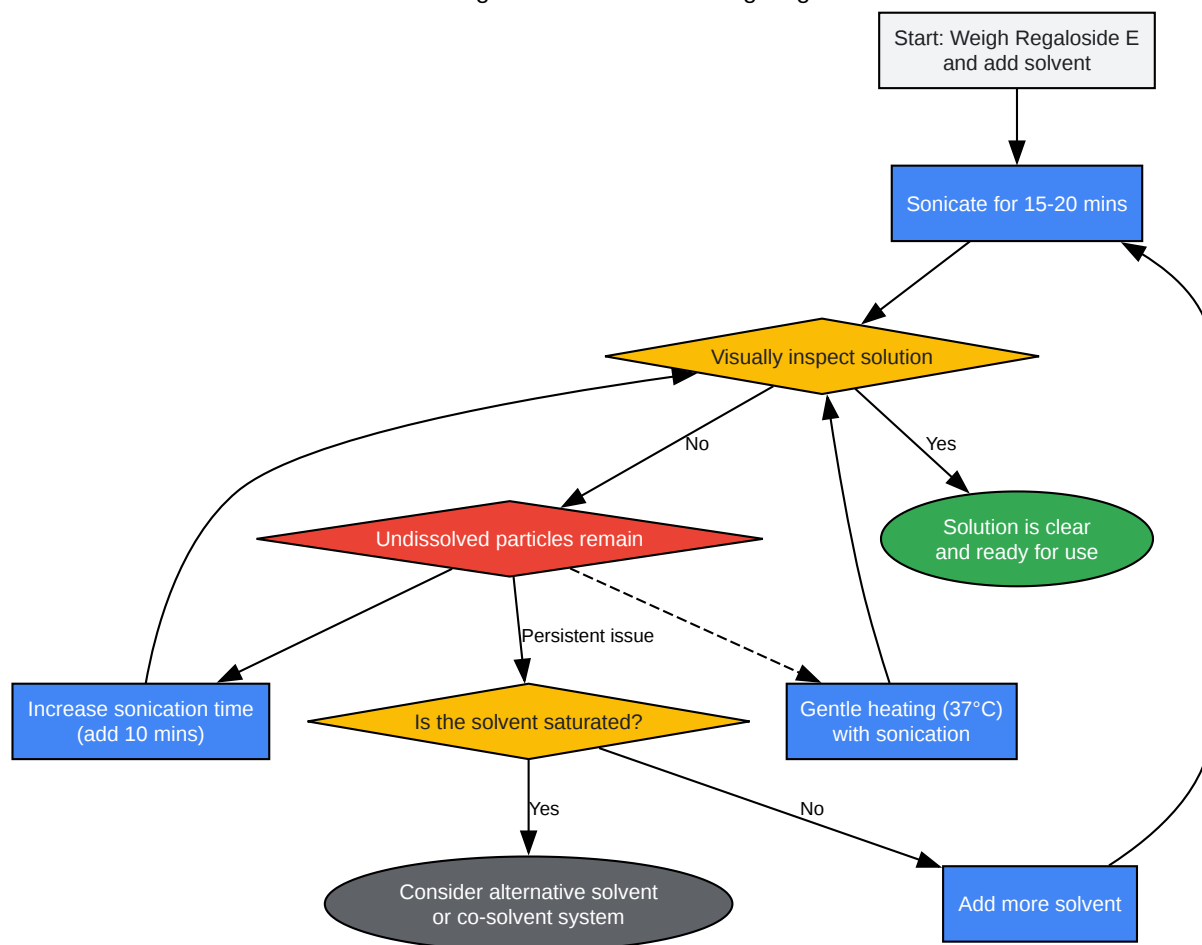 Start: Weigh Regaloside E
and add solvent
Sonicate for 15-20 mins
Visually inspect solution
No
Yes
Undissolved particles remain
Solution is clear
and ready for use
Persistent issue
Increase sonication time
(add 10 mins)
Is the solvent saturated?
Gentle heating (37°C)
with sonication
Yes
No
Consider alternative solvent
or co-solvent system
Add more solvent